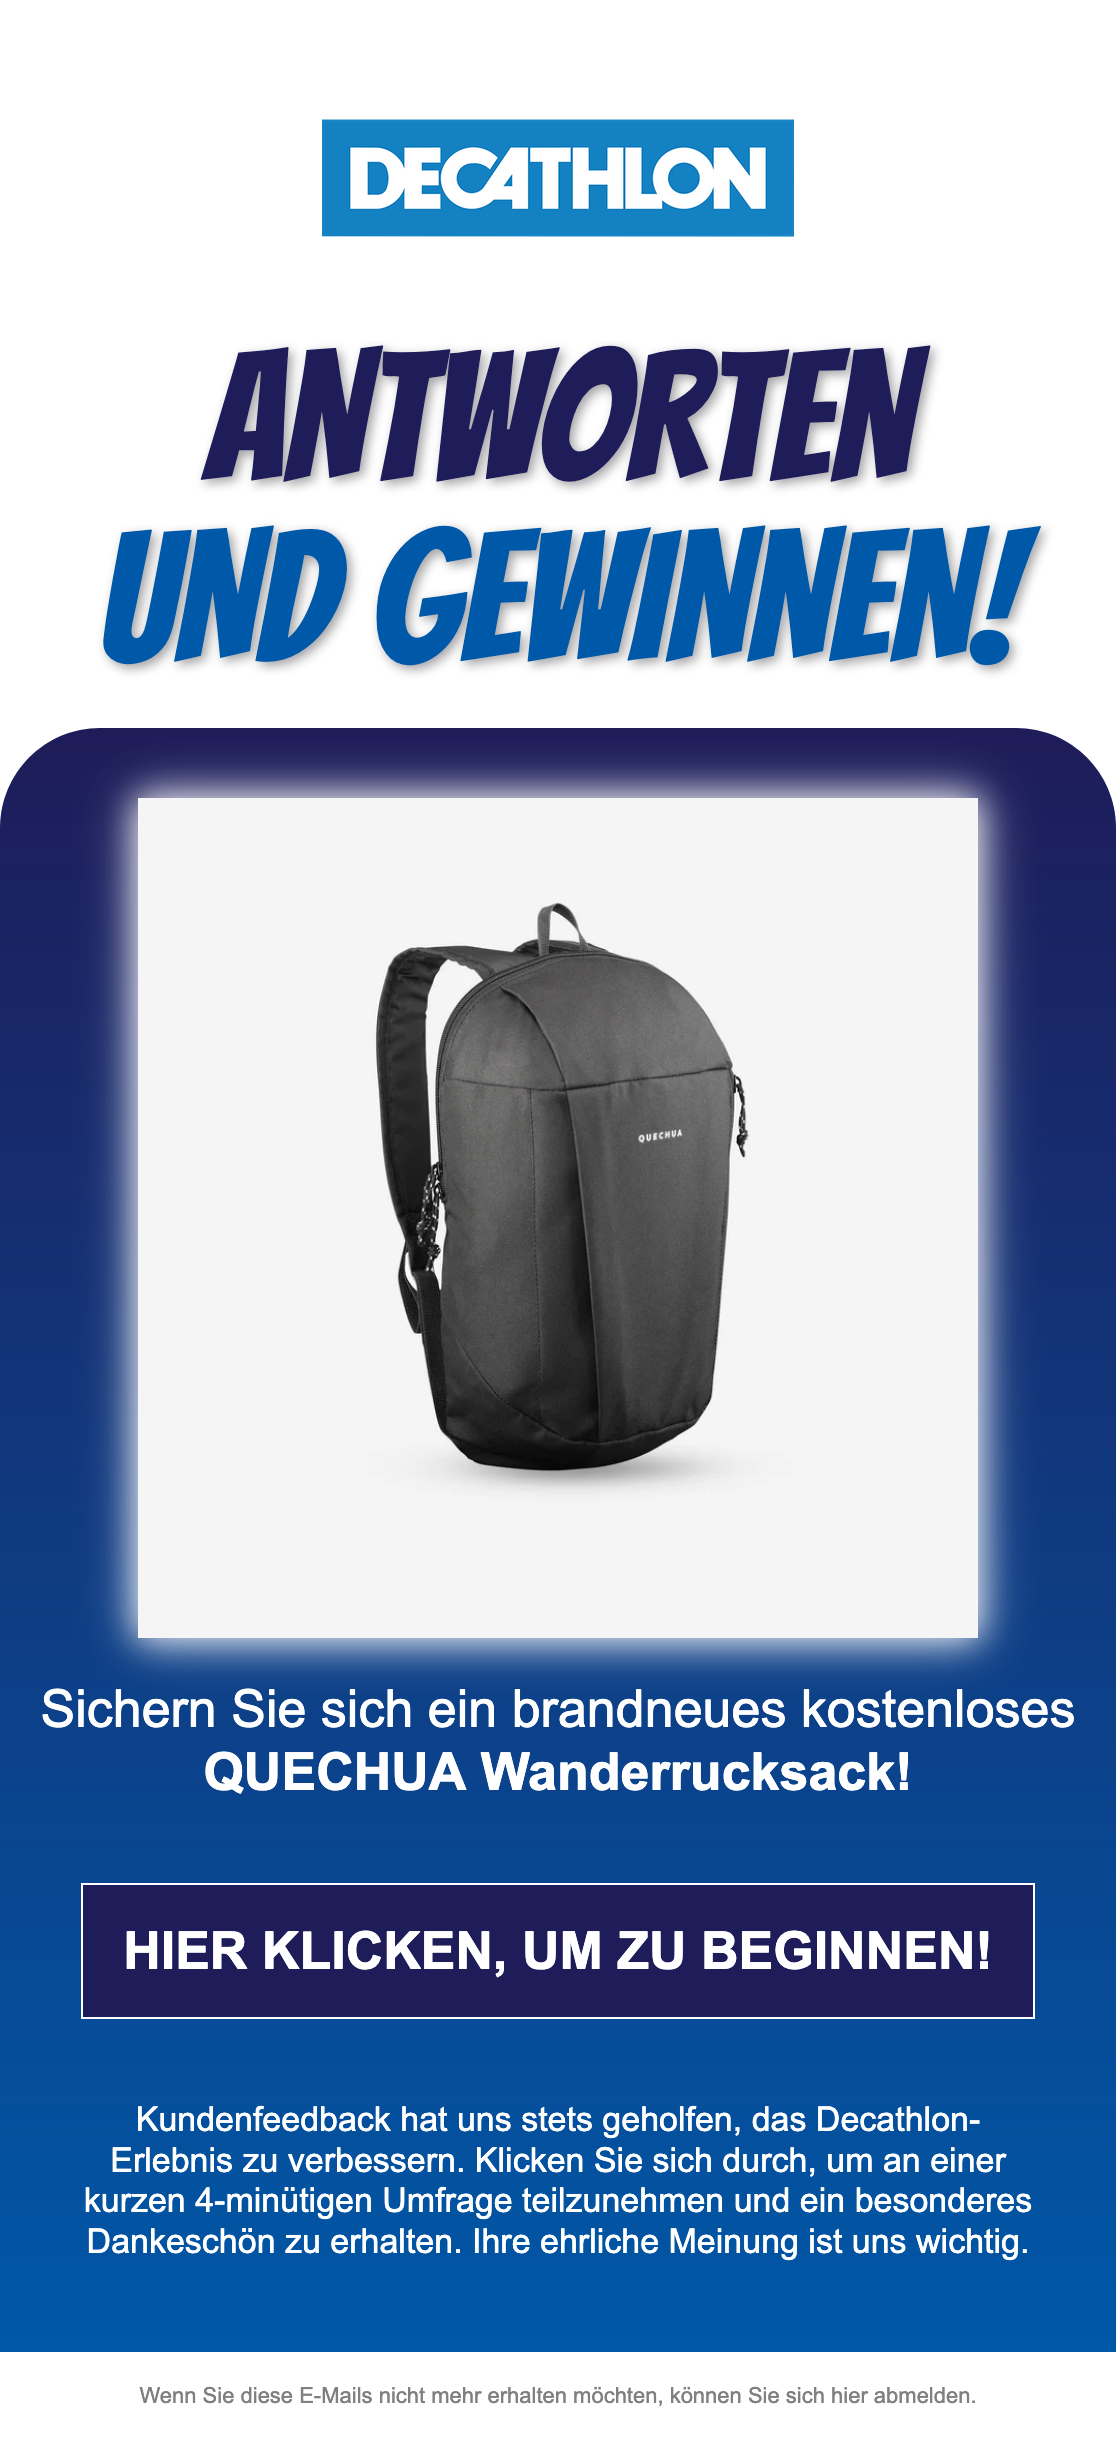 DECATHLON
ANTWORTEN
UND GEWINNEN!
QUECHUA
Sichern Sie sich ein brandneues kostenloses
QUECHUA Wanderrucksack!
HIER KLICKEN, UM ZU BEGINNEN!
Kundenfeedback hat uns stets geholfen, das Decathlon-
Erlebnis zu verbessern. Klicken Sie sich durch, um an einer
kurzen 4-minütigen Umfrage teilzunehmen und ein besonderes
Dankeschön zu erhalten. Ihre ehrliche Meinung ist uns wichtig.
Wenn Sie diese E-Mails nicht mehr erhalten möchten, können Sie sich hier abmelden.